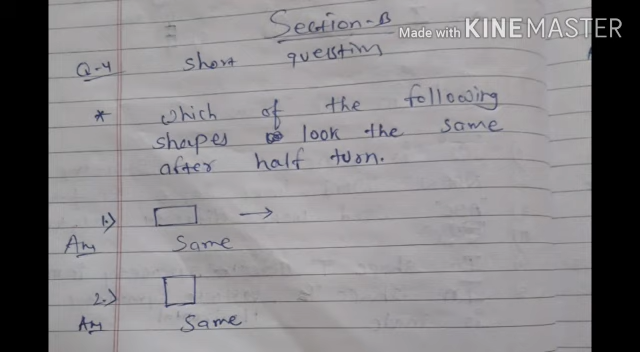 Section-B
Made with KINEMASTER
Q-4 short questins
* which of the following
shapes look the same
after half turn.
1.) →
Ans Same
2.)
Ans Same